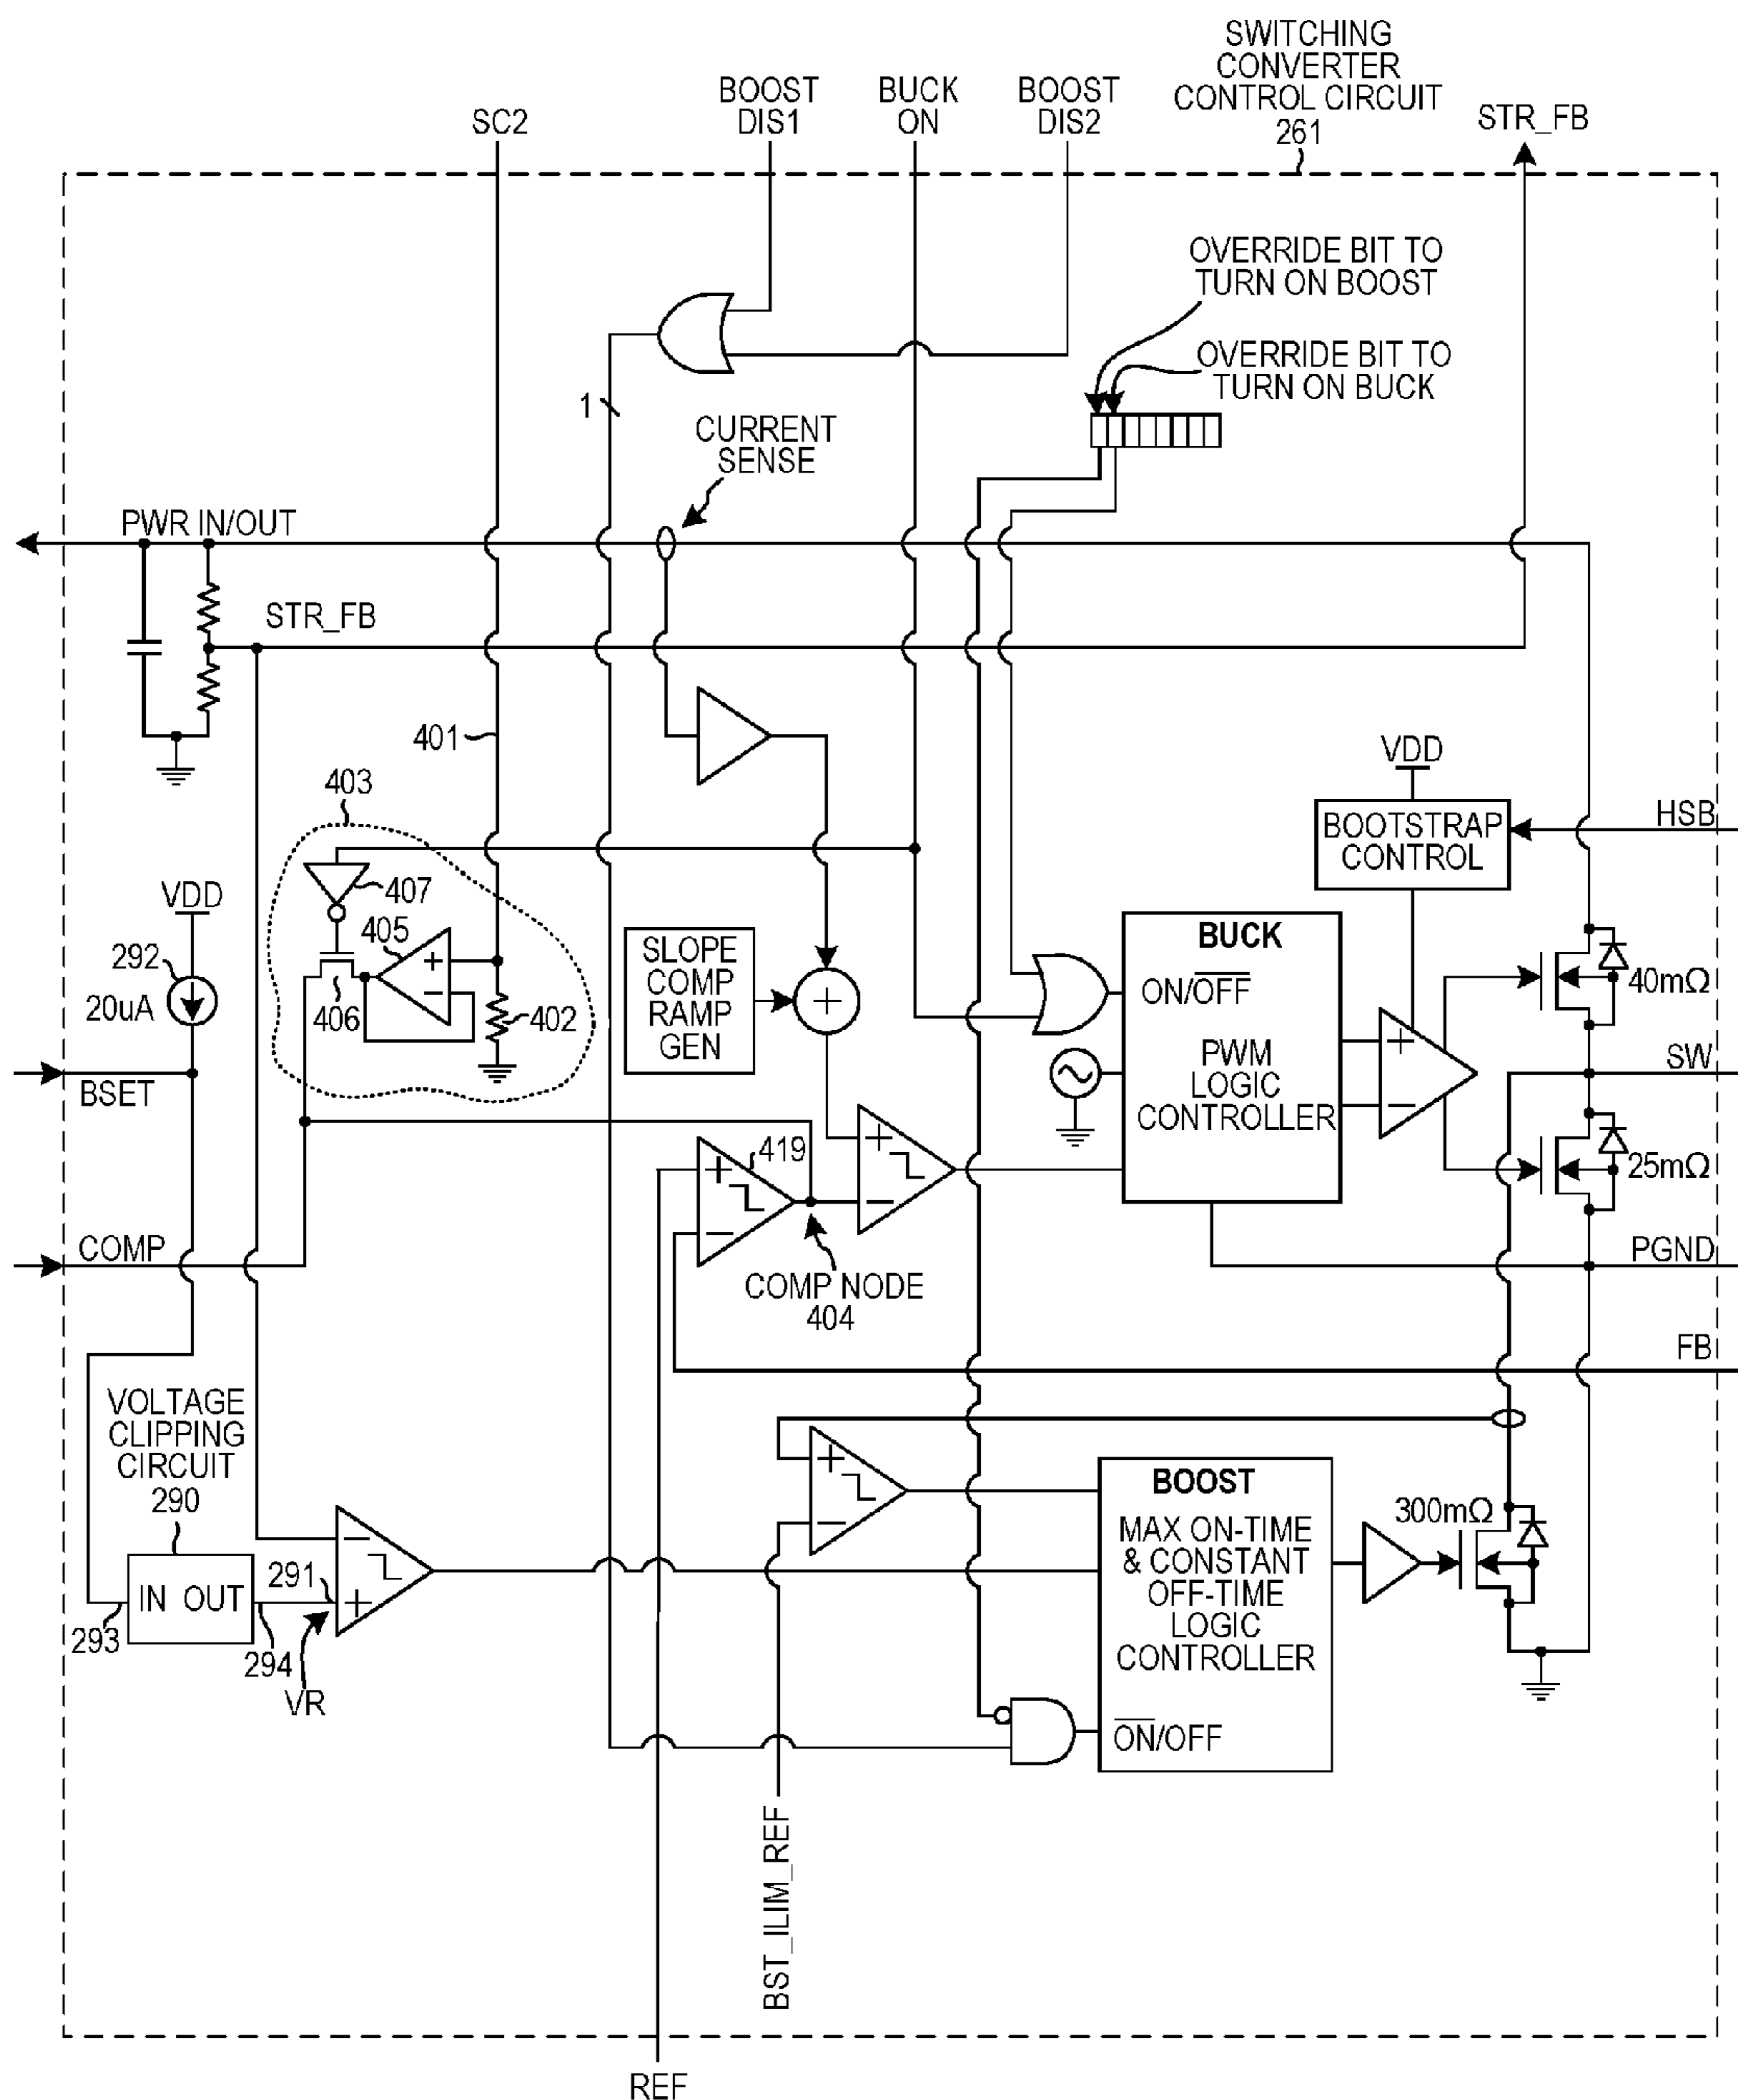 SWITCHING
CONVERTER
CONTROL CIRCUIT
261
SC2
BOOST
DIS1
BUCK
ON
BOOST
DIS2
STR_FB
OVERRIDE BIT TO
TURN ON BOOST
OVERRIDE BIT TO
TURN ON BUCK
1
CURRENT
SENSE
PWR IN/OUT
STR_FB
401
403
VDD
BOOTSTRAP
CONTROL
HSB
407
VDD
405
292
20uA
+
−
406
402
SLOPE
COMP
RAMP
GEN
+
BUCK
ON/OFF
PWM
LOGIC
CONTROLLER
+
−
40mΩ
SW
BSET
25mΩ
419
+
−
+
−
COMP
COMP NODE
404
PGND
FB
VOLTAGE
CLIPPING
CIRCUIT
290
+
−
BOOST
MAX ON-TIME
& CONSTANT
OFF-TIME
LOGIC
CONTROLLER
ON/OFF
300mΩ
−
+
291
IN OUT
293
294
VR
BST_ILIM_REF
REF